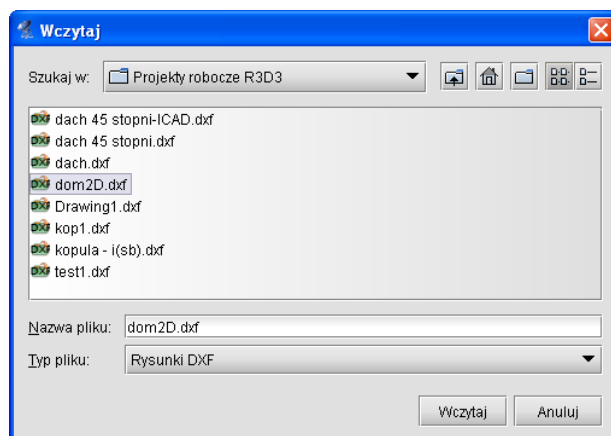 Wczytaj
Szukaj w: Projekty robocze R3D3
dach 45 stopni-ICAD.dxf
dach 45 stopni.dxf
dach.dxf
dom2D.dxf
Drawing1.dxf
kop1.dxf
kopula - i(sb).dxf
test1.dxf
Nazwa pliku: dom2D.dxf
Typ pliku: Rysunki DXF
Wczytaj Anuluj